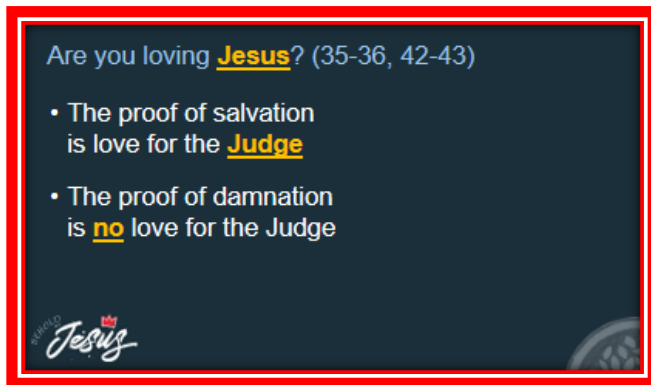 Are you loving Jesus? (35-36, 42-43)
• The proof of salvation
is love for the Judge
• The proof of damnation
is no love for the Judge
BEHOLD
Jesus